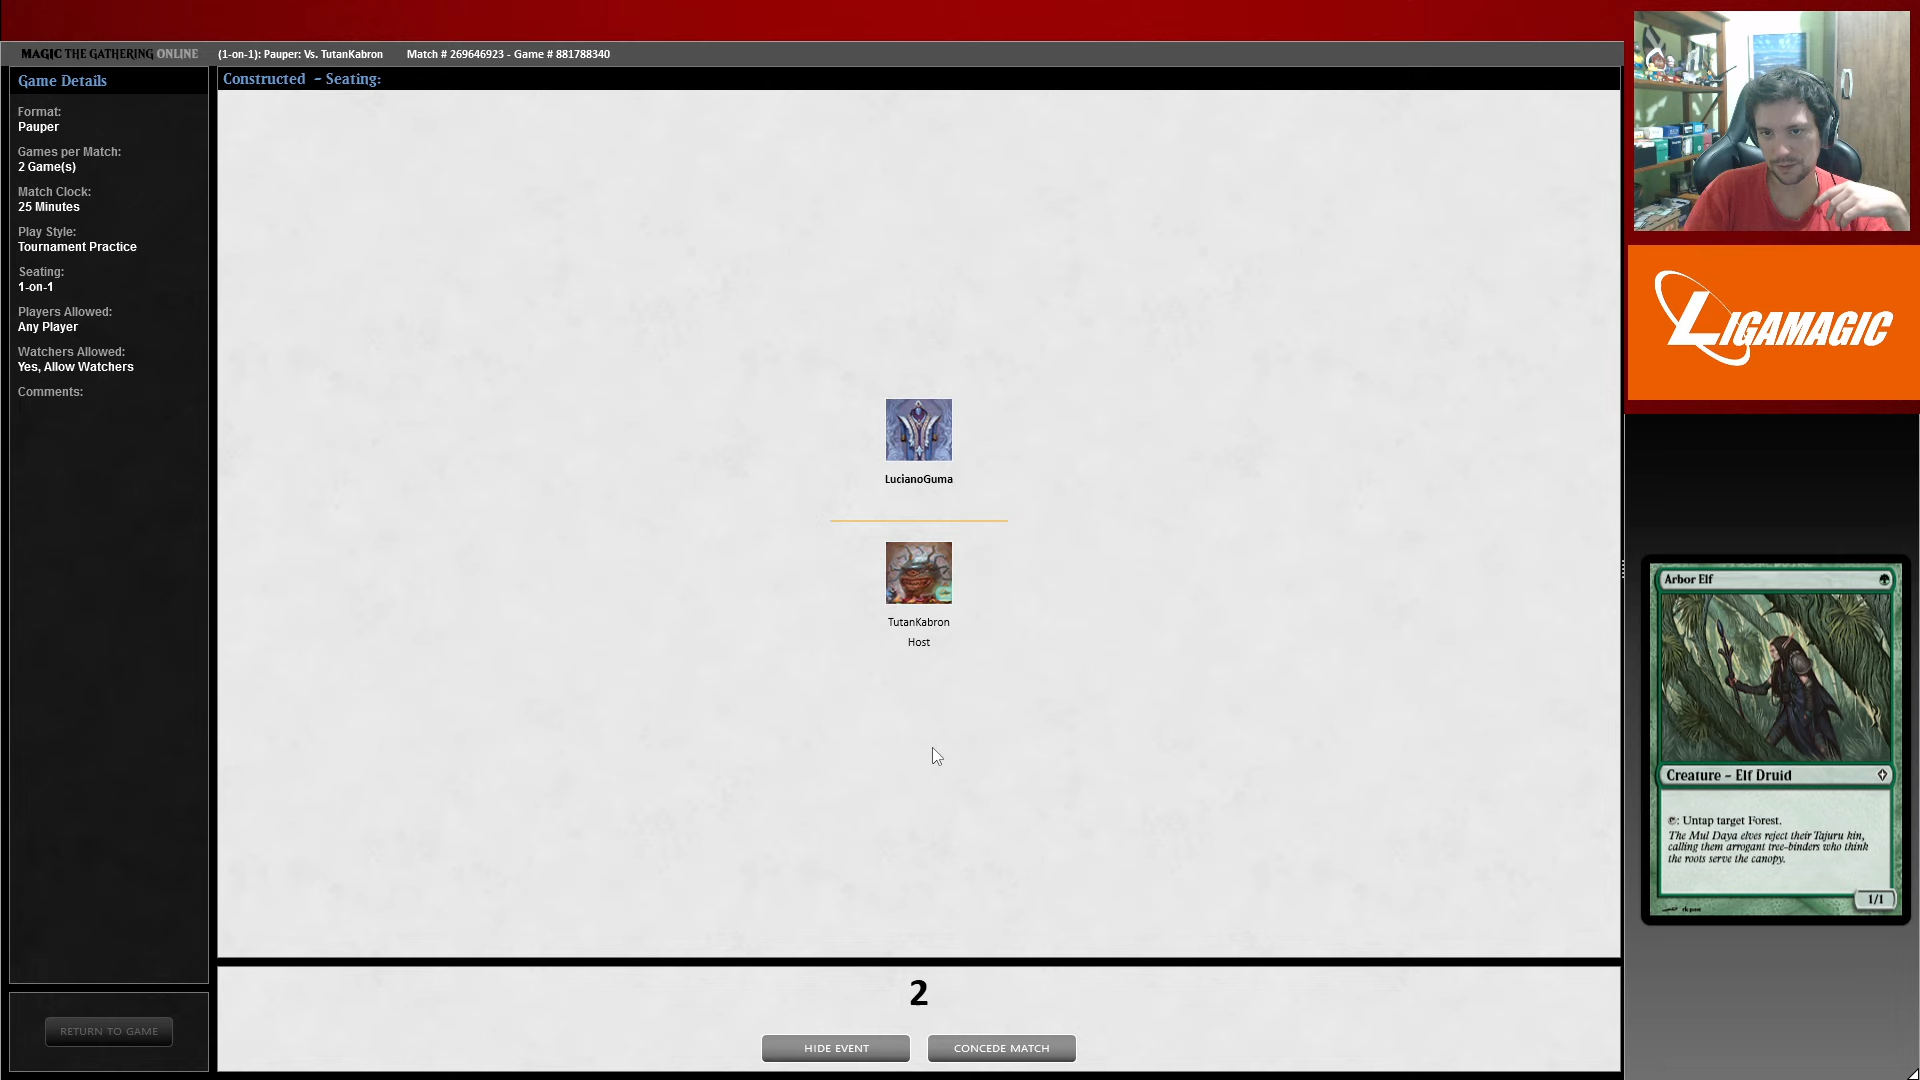 MAGIC THE GATHERING ONLINE
(1-on-1): Pauper: Vs. TutanKabron
Match # 269646923 - Game # 881788340
Game Details
Format:
Pauper
Games per Match:
2 Game(s)
Match Clock:
25 Minutes
Play Style:
Tournament Practice
Seating:
1-on-1
Players Allowed:
Any Player
Watchers Allowed:
Yes, Allow Watchers
Comments:
RETURN TO GAME
Constructed - Seating:
LucianoGuma
TutanKabron
Host
2
HIDE EVENT
CONCEDE MATCH
LIGAMAGIC
Arbor Elf
Creature - Elf Druid
: Untap target Forest.
The Mul Daya elves reject their Tajuru kin,
calling them arrogant tree-binders who think
the roots serve the canopy.
1/1